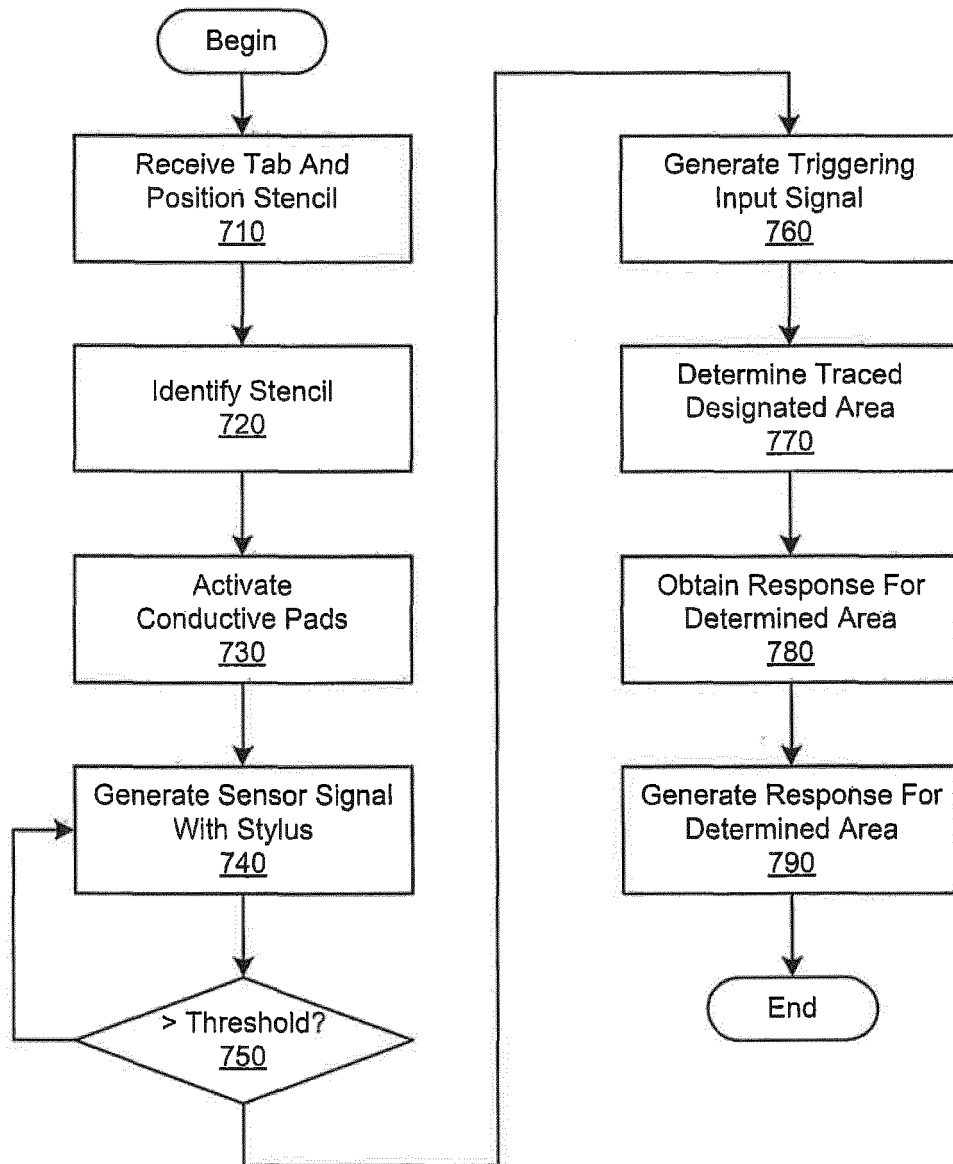 Begin
Receive Tab And
Position Stencil
710
Identify Stencil
720
Activate
Conductive Pads
730
Generate Sensor Signal
With Stylus
740
> Threshold?
750
Generate Triggering
Input Signal
760
Determine Traced
Designated Area
770
Obtain Response For
Determined Area
780
Generate Response For
Determined Area
790
End